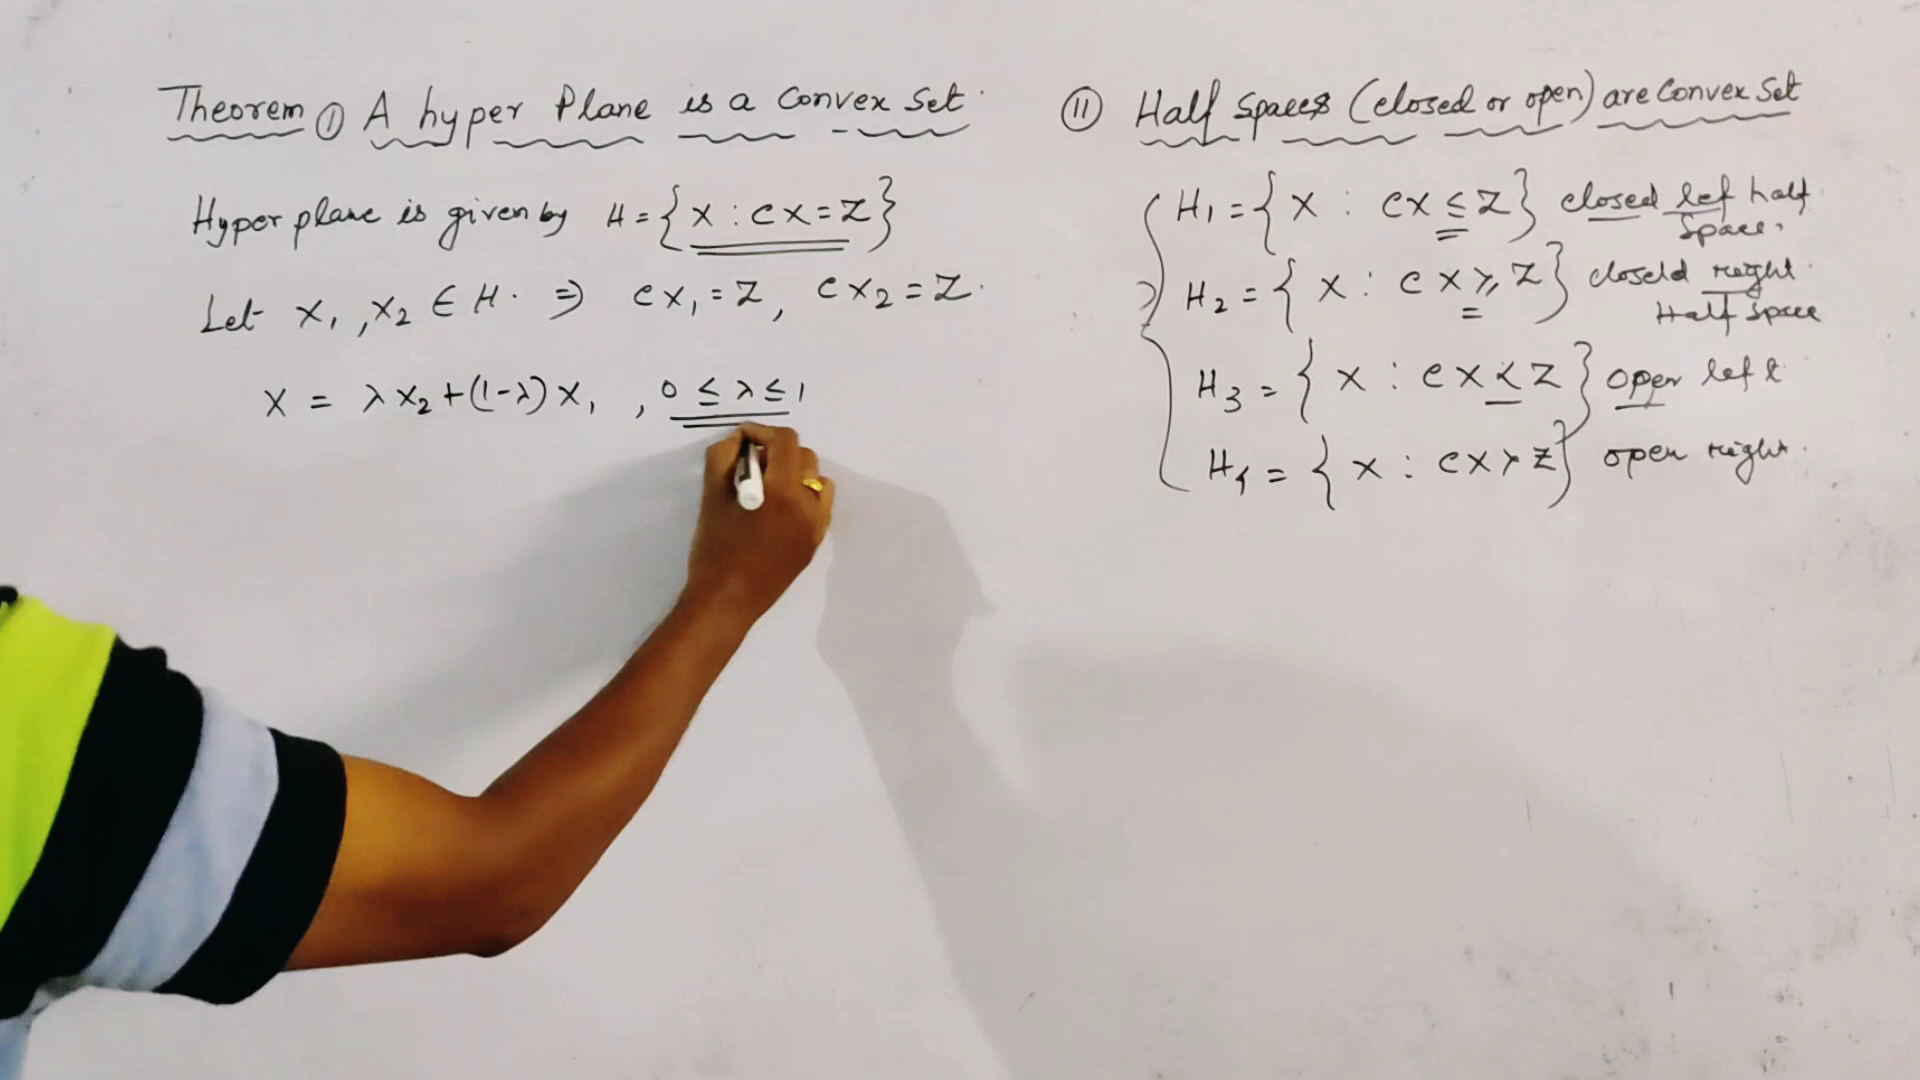 Theorem ① A hyper Plane is a Convex Set.
Hyper plane is given by H = { X : cX = Z }
Let X₁, X₂ ∈ H. ⇒ cX₁ = Z, cX₂ = Z.
X = λX₂ + (1-λ)X₁, 0 ≤ λ ≤ 1
⑪ Half Spaces (closed or open) are Convex Set
H₁ = { X : cX ≤ Z } closed lef half
Space,
H₂ = { X : cX ≥ Z } closeld right
Half Space
H₃ = { X : cX < Z } open left
H₄ = { X : cX > Z } open right.